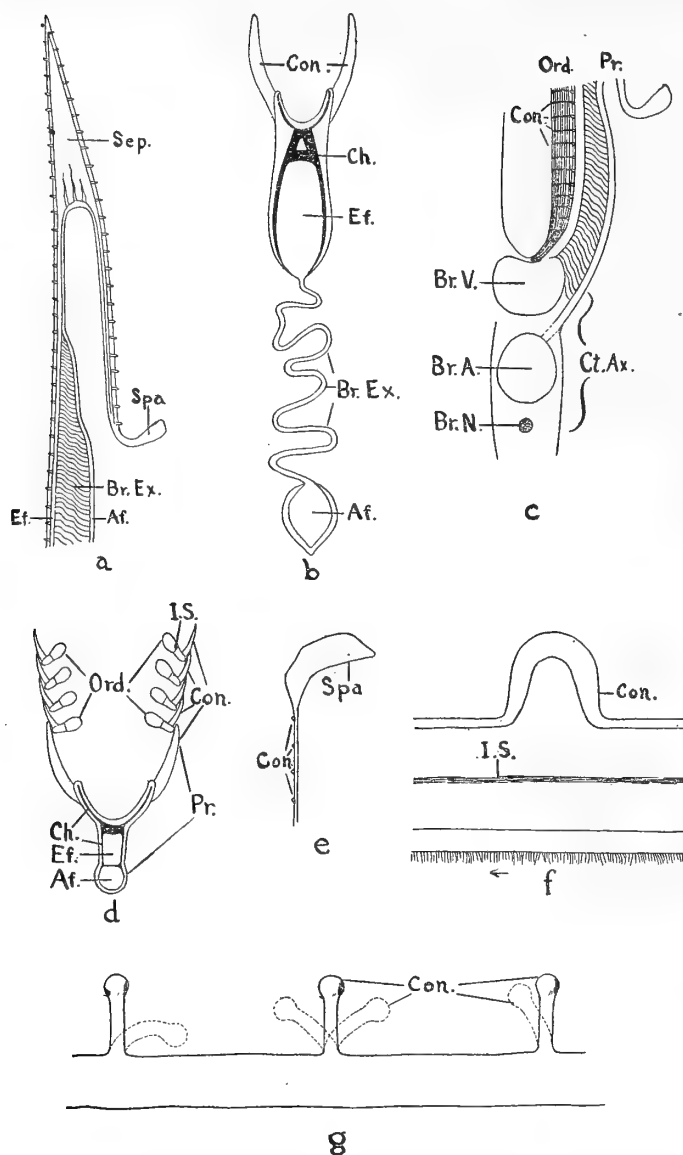 Sep.
Spa
Br.Ex.
Ef.
Af.
a
Con.
Ch.
Ef.
Br.Ex.
Af.
b
Ord.
Pr.
Con.
Br.V.
Br.A.
Ct.Ax.
Br.N.
c
I.S.
Ord.
Con.
Pr.
Ch.
Ef.
Af.
d
Spa
Con
e
Con.
I.S.
f
Con.
g